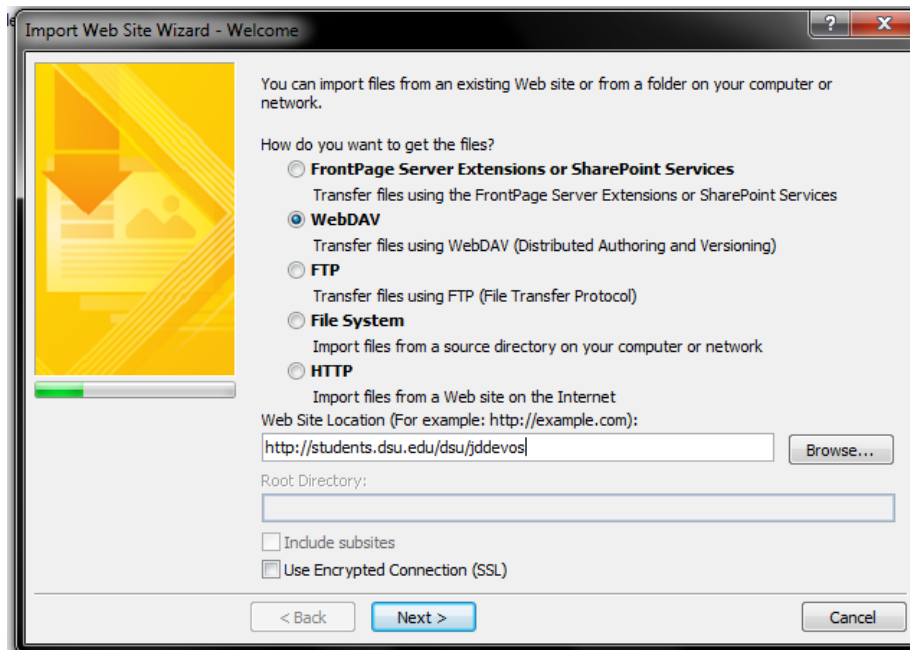 Import Web Site Wizard - Welcome
?
X
You can import files from an existing Web site or from a folder on your computer or
network.
How do you want to get the files?
FrontPage Server Extensions or SharePoint Services
Transfer files using the FrontPage Server Extensions or SharePoint Services
WebDAV
Transfer files using WebDAV (Distributed Authoring and Versioning)
FTP
Transfer files using FTP (File Transfer Protocol)
File System
Import files from a source directory on your computer or network
HTTP
Import files from a Web site on the Internet
Web Site Location (For example: http://example.com):
http://students.dsu.edu/dsu/jddevos
Browse...
Root Directory:
Include subsites
Use Encrypted Connection (SSL)
< Back
Next >
Cancel